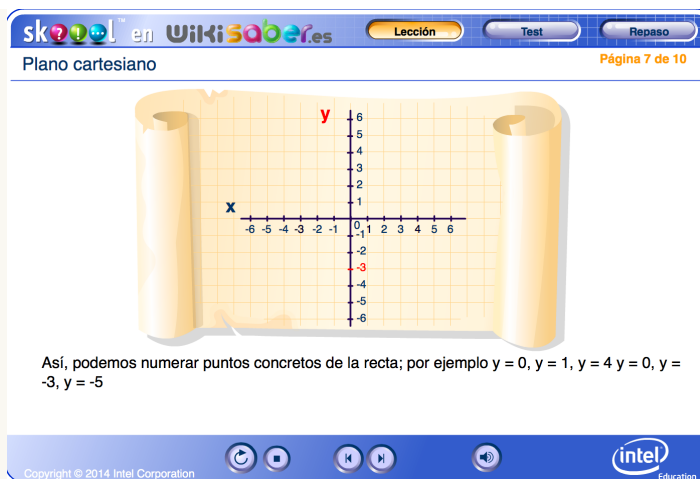 skoool™ en WikiSaber.es
Lección
Test
Repaso
Plano cartesiano
Página 7 de 10
y
6
5
4
3
2
1
x
-6 -5 -4 -3 -2 -1 0 1 2 3 4 5 6
-1
-2
-3
-4
-5
-6
Así, podemos numerar puntos concretos de la recta; por ejemplo y = 0, y = 1, y = 4 y = 0, y =
-3, y = -5
Copyright © 2014 Intel Corporation
intel
Education